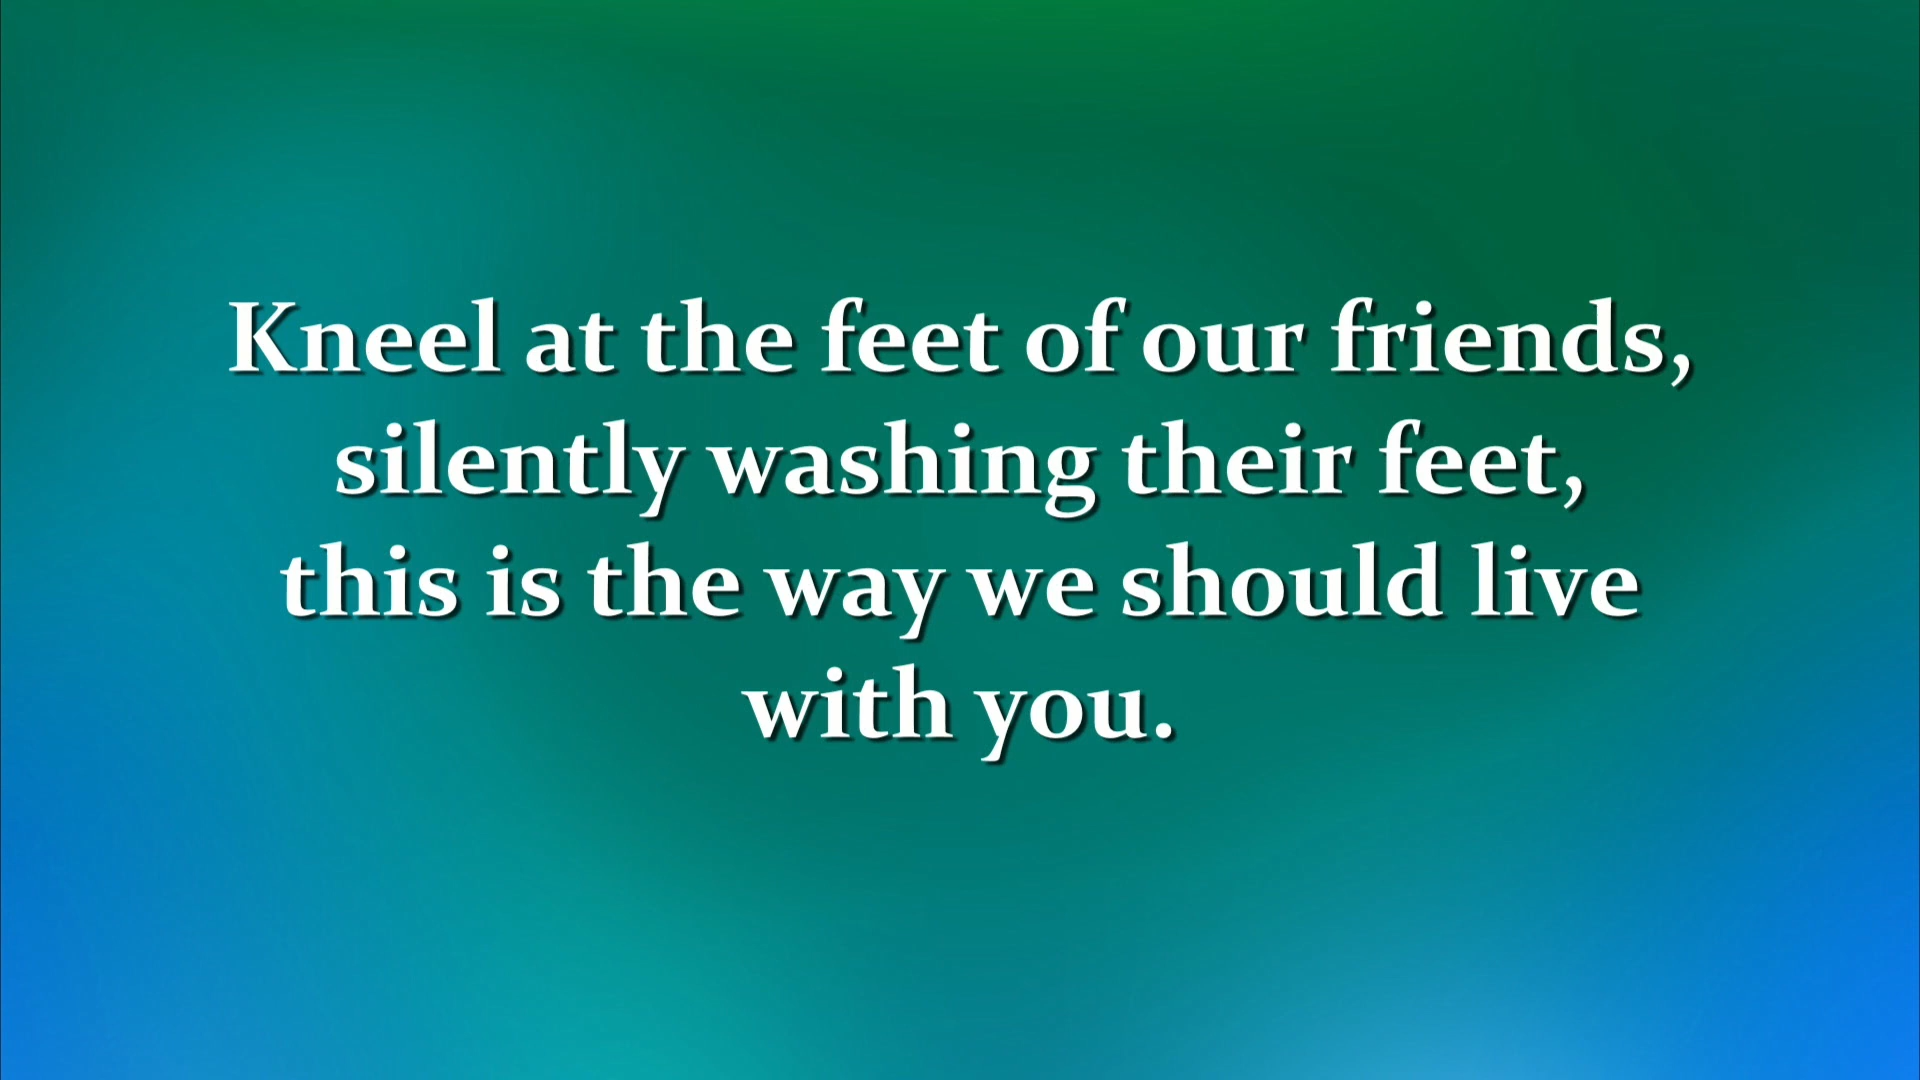 Kneel at the feet of our friends,
silently washing their feet,
this is the way we should live
with you.